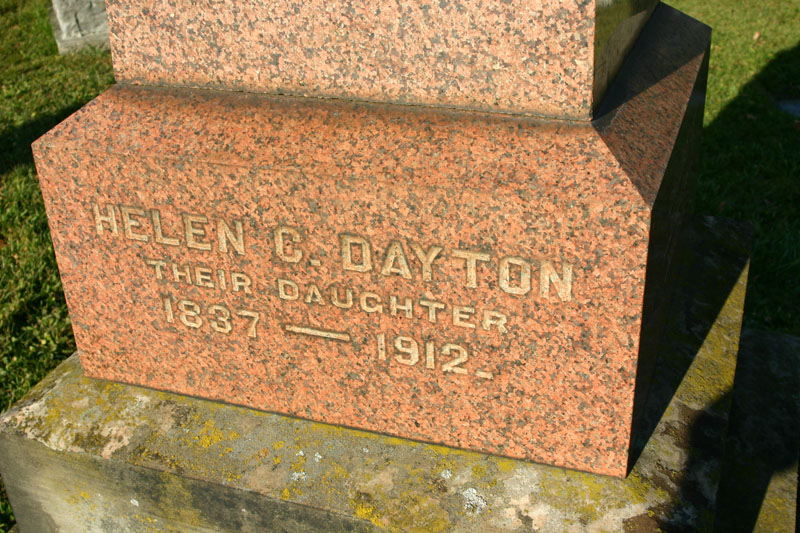 HELEN C. DAYTON
THEIR DAUGHTER
1837 — 1912.